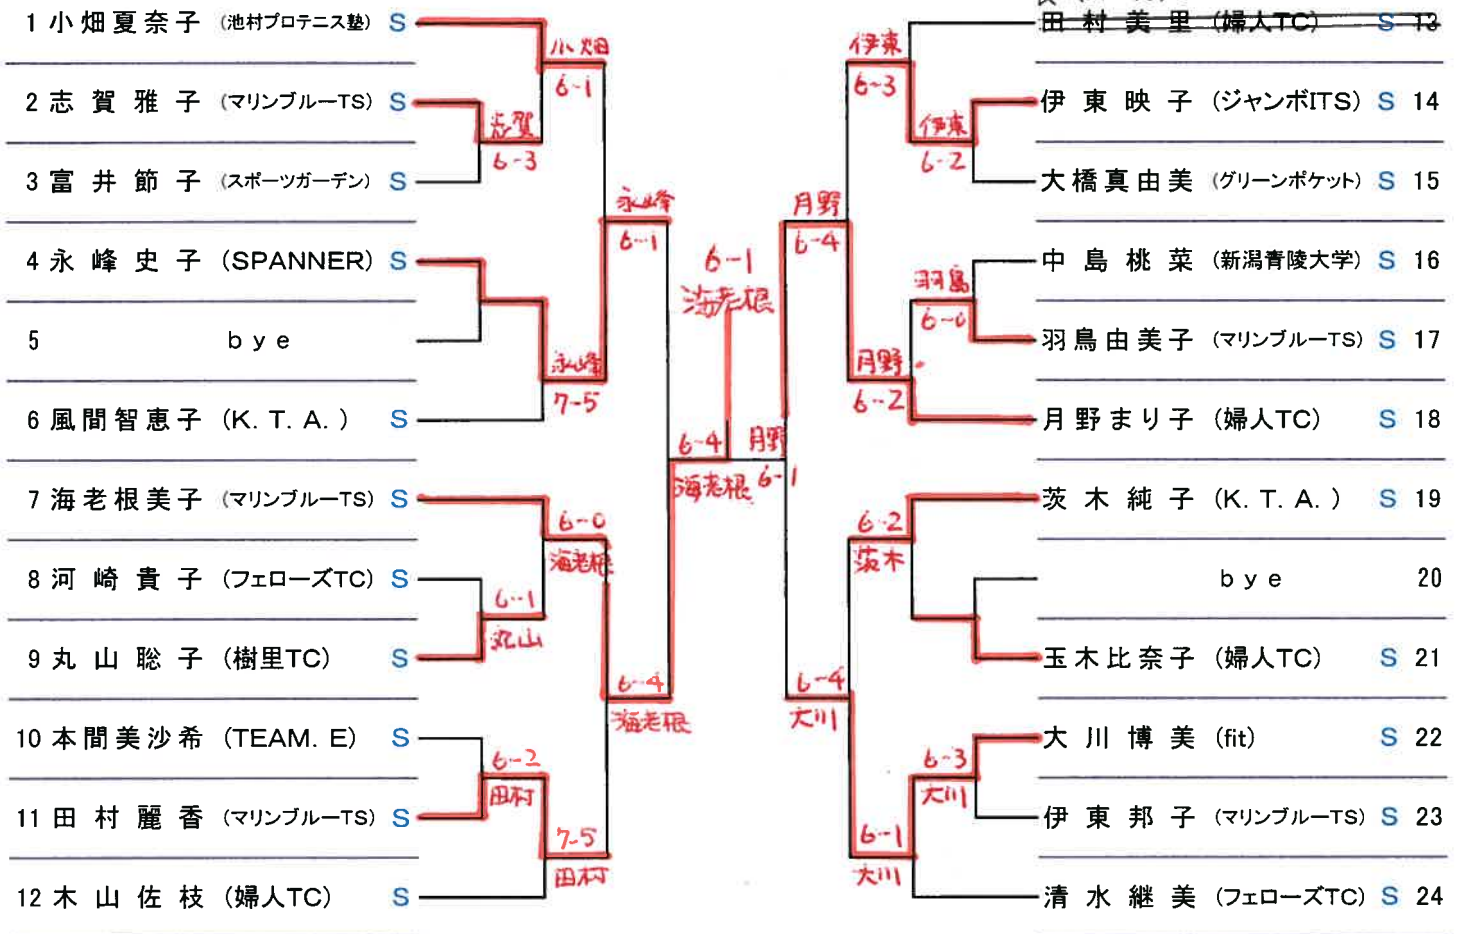 1 小畑夏奈子 (池村プロテニス塾) S
2 志賀雅子 (マリンブルーTS) S
3 富井節子 (スポーツガーデン) S
4 永峰史子 (SPANNER) S
5 bye
6 風間智恵子 (K.T.A.) S
7 海老根美子 (マリンブルーTS) S
8 河崎貴子 (フェローズTC) S
9 丸山聡子 (樹里TC) S
10 本間美沙希 (TEAM.E) S
11 田村麗香 (マリンブルーTS) S
12 木山佐枝 (婦人TC) S
小畑
6-1
志賀
6-3
永峰
6-1
永峰
7-5
6-0
海老根
6-1
丸山
6-4
海老根
6-2
田村
7-5
田村
6-1
海老根
6-4
海老根
月野
6-1
伊東
6-3
伊東
6-2
月野
6-4
羽鳥
6-0
月野
6-2
6-2
茨木
6-4
大川
6-3
大川
6-1
大川
田村美里 (婦人TC) S 13
伊東映子 (ジャンボITS) S 14
大橋真由美 (グリーンポケット) S 15
中島桃菜 (新潟青陵大学) S 16
羽鳥由美子 (マリンブルーTS) S 17
月野まり子 (婦人TC) S 18
茨木純子 (K.T.A.) S 19
bye 20
玉木比奈子 (婦人TC) S 21
大川博美 (fit) S 22
伊東邦子 (マリンブルーTS) S 23
清水継美 (フェローズTC) S 24